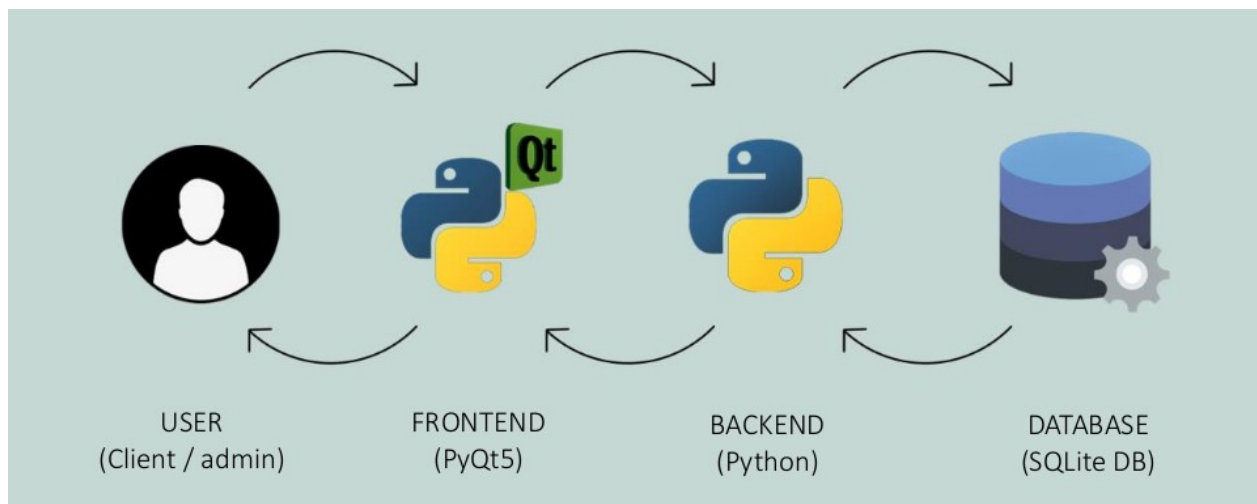 Qt
USER
(Client / admin)
FRONTEND
(PyQt5)
BACKEND
(Python)
DATABASE
(SQLite DB)